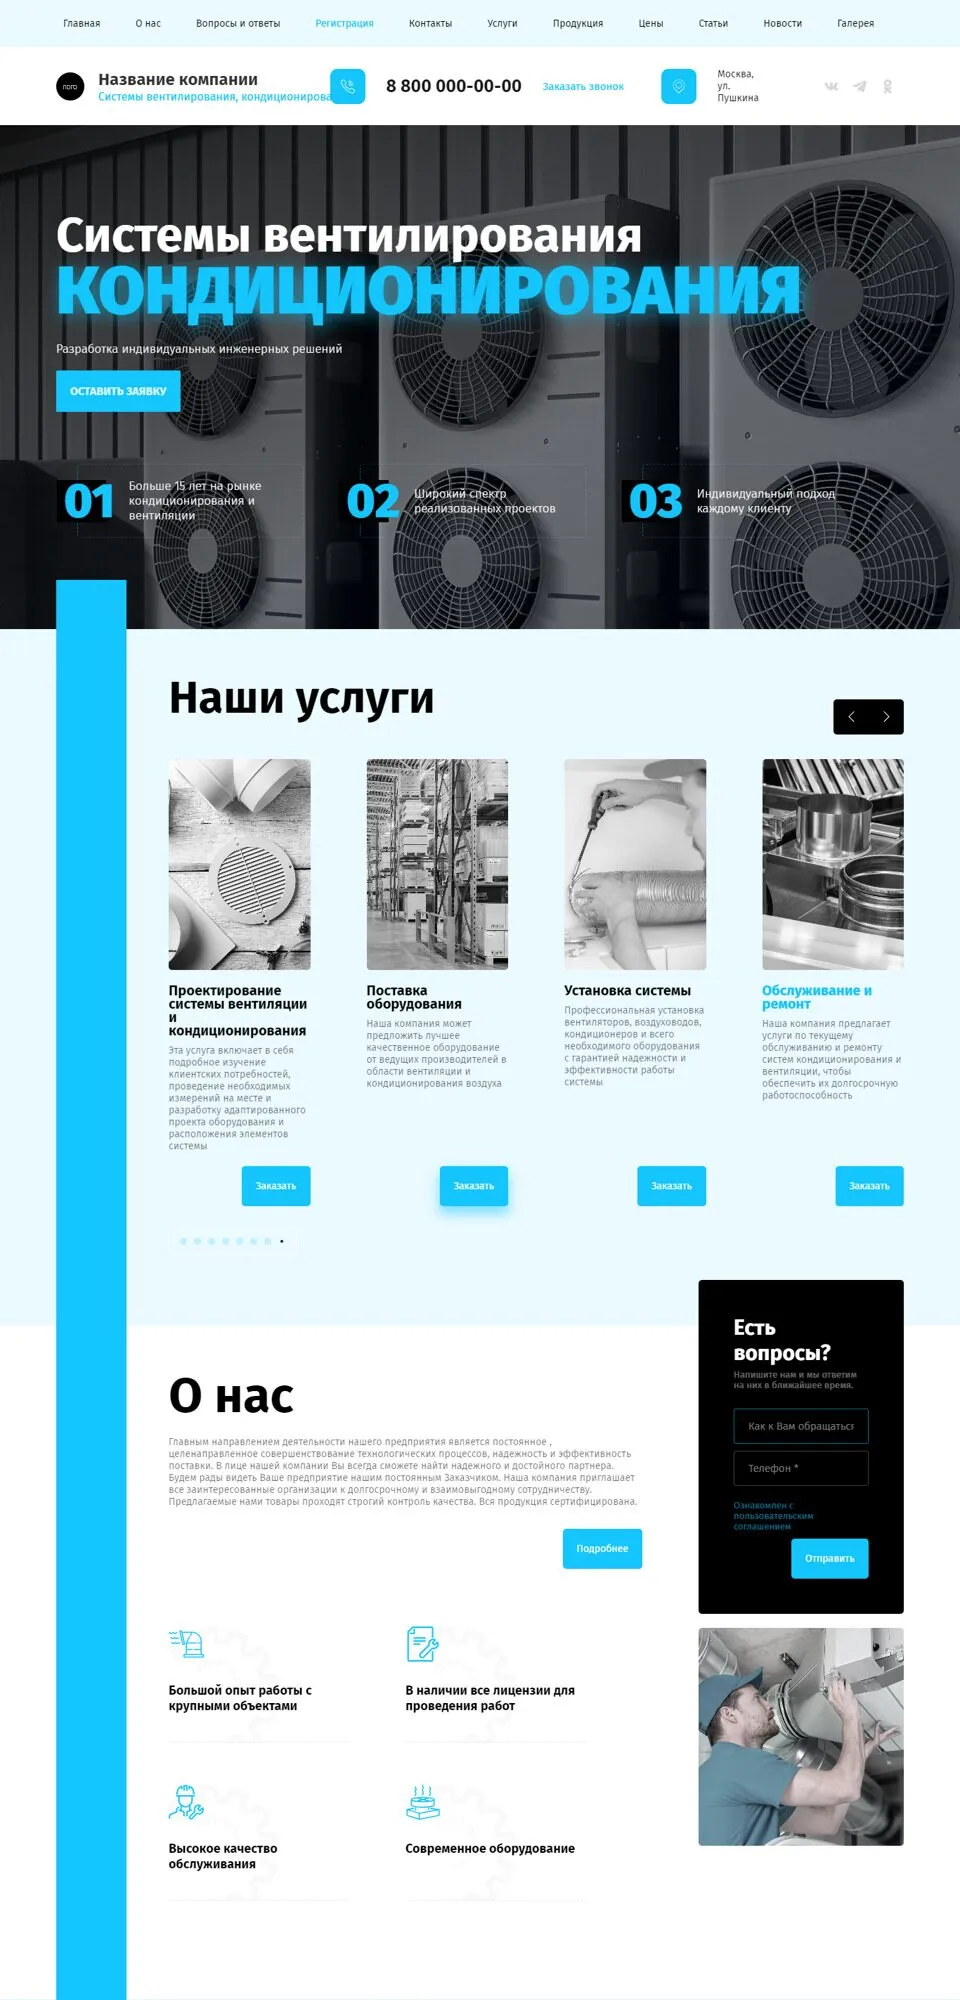 Главная О нас Вопросы и ответы Регистрация Контакты Услуги Продукция Цены Статьи Новости Галерея
лого
Название компании
Системы вентилирования, кондиционирова
8 800 000-00-00
Заказать звонок
Москва,
ул.
Пушкина
Системы вентилирования
КОНДИЦИОНИРОВАНИЯ
Разработка индивидуальных инженерных решений
ОСТАВИТЬ ЗАЯВКУ
01
Больше 15 лет на рынке
кондиционирования и
вентиляции
02
Широкий спектр
реализованных проектов
03
Индивидуальный подход
каждому клиенту
Наши услуги
Проектирование
системы вентиляции
и
кондиционирования
Эта услуга включает в себя
подробное изучение
клиентских потребностей,
проведение необходимых
измерений на месте и
разработку адаптированного
проекта оборудования и
расположения элементов
системы
Заказать
Поставка
оборудования
Наша компания может
предложить лучшее
качественное оборудование
от ведущих производителей в
области вентиляции и
кондиционирования воздуха
Заказать
Установка системы
Профессиональная установка
вентиляторов, воздуховодов,
кондиционеров и всего
необходимого оборудования
с гарантией надежности и
эффективности работы
системы
Заказать
Обслуживание и
ремонт
Наша компания предлагает
услуги по текущему
обслуживанию и ремонту
систем кондиционирования и
вентиляции, чтобы
обеспечить их долгосрочную
работоспособность
Заказать
О нас
Главным направлением деятельности нашего предприятия является постоянное ,
целенаправленное совершенствование технологических процессов, надежность и эффективность
поставки. В лице нашей компании Вы всегда сможете найти надежного и достойного партнера.
Будем рады видеть Ваше предприятие нашим постоянным Заказчиком. Наша компания приглашает
все заинтересованные организации к долгосрочному и взаимовыгодному сотрудничеству.
Предлагаемые нами товары проходят строгий контроль качества. Вся продукция сертифицирована.
Подробнее
Есть
вопросы?
Напишите нам и мы ответим
на них в ближайшее время.
Как к Вам обращаться
Телефон *
Ознакомлен с
пользовательским
соглашением
Отправить
Большой опыт работы с
крупными объектами
В наличии все лицензии для
проведения работ
Высокое качество
обслуживания
Современное оборудование